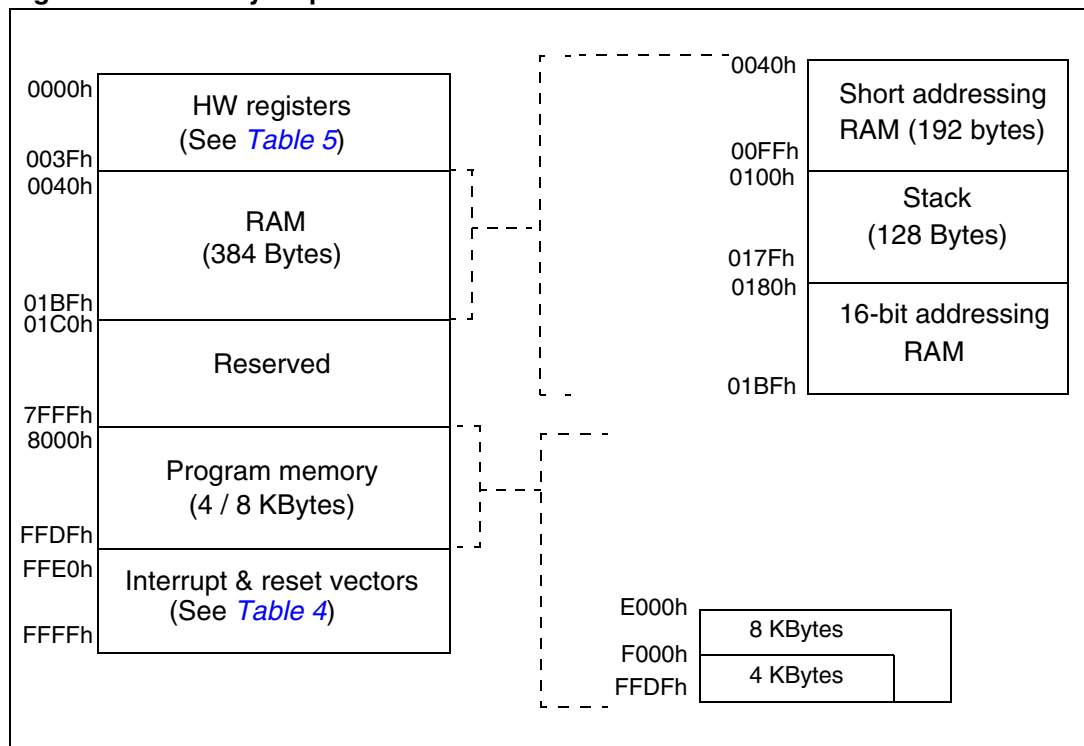 0000h
HW registers
(See Table 5)
003Fh
0040h
RAM
(384 Bytes)
01BFh
01C0h
Reserved
7FFFh
8000h
Program memory
(4 / 8 KBytes)
FFDFh
FFE0h
Interrupt & reset vectors
(See Table 4)
FFFFh
0040h
Short addressing
RAM (192 bytes)
00FFh
0100h
Stack
(128 Bytes)
017Fh
0180h
16-bit addressing
RAM
01BFh
E000h
8 KBytes
F000h
4 KBytes
FFDFh